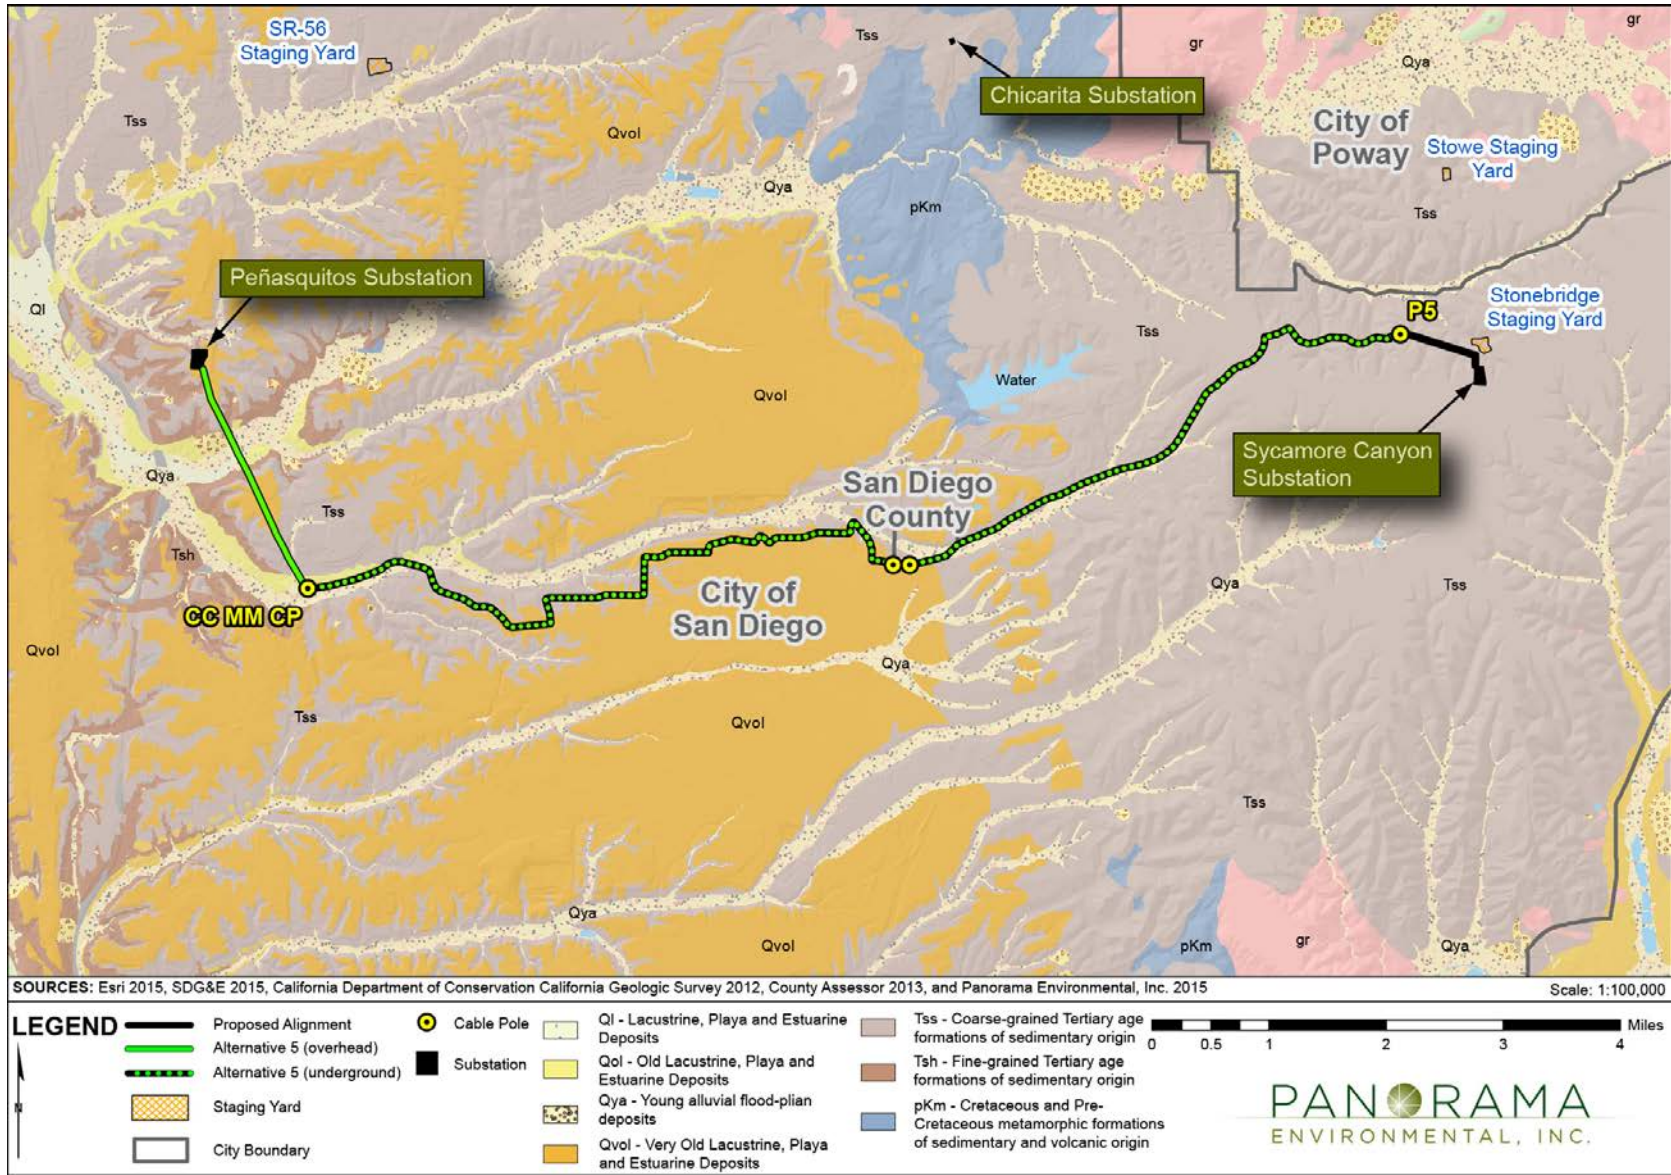 SR-56
Staging Yard
Tss
gr
gr
Qya
Chicarita Substation
City of
Poway
Stowe Staging
Yard
Tss
Qvol
Qya
pKm
Tss
Peñasquitos Substation
Ql
P5
Stonebridge
Staging Yard
Tss
Water
Qvol
Sycamore Canyon
Substation
Qya
Tss
San Diego
County
Tsh
CC MM CP
City of
San Diego
Qya
Tss
Qvol
Qya
Tss
Qvol
Tss
Qya
Qvol
pKm
gr
Qya
SOURCES: Esri 2015, SDG&E 2015, California Department of Conservation California Geologic Survey 2012, County Assessor 2013, and Panorama Environmental, Inc. 2015
Scale: 1:100,000
LEGEND
N
Proposed Alignment
Alternative 5 (overhead)
Alternative 5 (underground)
Staging Yard
City Boundary
Cable Pole
Substation
Ql - Lacustrine, Playa and Estuarine
Deposits
Qol - Old Lacustrine, Playa and
Estuarine Deposits
Qya - Young alluvial flood-plian
deposits
Qvol - Very Old Lacustrine, Playa
and Estuarine Deposits
Tss - Coarse-grained Tertiary age
formations of sedimentary origin
Tsh - Fine-grained Tertiary age
formations of sedimentary origin
pKm - Cretaceous and Pre-
Cretaceous metamorphic formations
of sedimentary and volcanic origin
Miles
0 0.5 1 2 3 4
PANORAMA
ENVIRONMENTAL, INC.